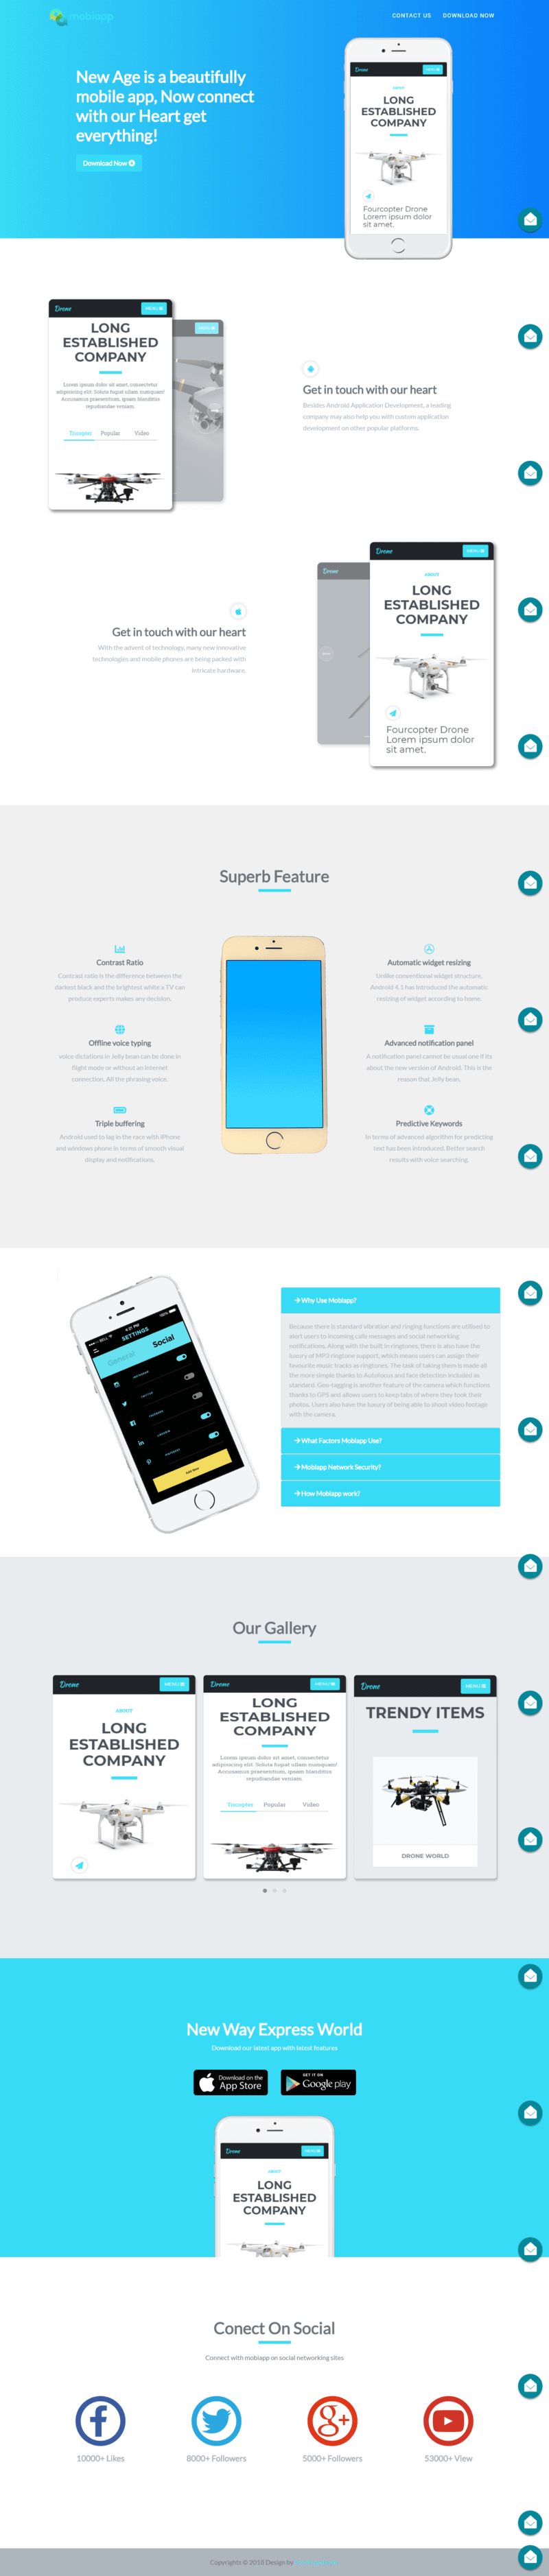 mobiapp
CONTACT US
DOWNLOAD NOW
New Age is a beautifully
mobile app, Now connect
with our Heart get
everything!
Download Now
Drone
MENU
ABOUT
LONG
ESTABLISHED
COMPANY
Fourcopter Drone
Lorem ipsum dolor
sit amet,
Drone
MENU
LONG
ESTABLISHED
COMPANY
Lorem ipsum dolor sit amet, consectetur
adipisicing elit. Soluta fugiat ullam numquam!
Accusamus praesentium, ipsam blanditiis
repudiandae veniam.
Tricopter
Popular
Video
MENU
Get in touch with our heart
Besides Android Application Development, a leading
company may also help you with custom application
development on other popular platforms.
Get in touch with our heart
With the advent of technology, many new innovative
technologies and mobile phones are being packed with
intricate hardware.
Drone
Drone
MENU
ABOUT
LONG
ESTABLISHED
COMPANY
Fourcopter Drone
Lorem ipsum dolor
sit amet,
Superb Feature
Contrast Ratio
Contrast ratio is the difference between the
darkest black and the brightest white a TV can
produce experts makes any decision.
Offline voice typing
voice dictations in Jelly bean can be done in
flight mode or without an Internet
connection. All the phrasing voice.
Triple buffering
Android used to lag in the race with iPhone
and windows phone in terms of smooth visual
display and notifications.
Automatic widget resizing
Unlike conventional widget structure,
Android 4.1 has introduced the automatic
resizing of widget according to home.
Advanced notification panel
A notification panel cannot be usual one if its
about the new version of Android. This is the
reason that Jelly bean.
Predictive Keywords
In terms of advanced algorithm for predicting
text has been introduced. Better search
results with voice searching.
BELL
4:21 PM
100%
SETTINGS
General
Social
Add New
Why Use Mobiapp?
Because there is standard vibration and ringing functions are utilised to
alert users to incoming calls messages and social networking
notifications. Along with the built in ringtones, there is also have the
luxury of MP3 ringtone support, which means users can assign their
favourite music tracks as ringtones. The task of taking them is made all
the more simple thanks to Autofocus and face detection included as
standard. Geo-tagging is another feature of the camera which functions
thanks to GPS and allows users to keep tabs of where they took their
photos. Users also have the luxury of being able to shoot video footage
with the camera.
What Factors Mobiapp Use?
Mobiapp Network Security?
How Mobiapp work?
Our Gallery
Drone
MENU
ABOUT
LONG
ESTABLISHED
COMPANY
Drone
MENU
LONG
ESTABLISHED
COMPANY
Lorem ipsum dolor sit amet, consectetur
adipisicing elit. Soluta fugiat ullam numquam!
Accusamus praesentium, ipsam blanditiis
repudiandae veniam.
Tricopter
Popular
Video
Drone
MENU
TRENDY ITEMS
DRONE WORLD
New Way Express World
Download our latest app with latest features
Download on the
App Store
GET IT ON
Google play
Drone
MENU
ABOUT
LONG
ESTABLISHED
COMPANY
Conect On Social
Connect with mobiapp on social networking sites
10000+ Likes
8000+ Followers
5000+ Followers
53000+ View
Copyrights © 2018 Design by